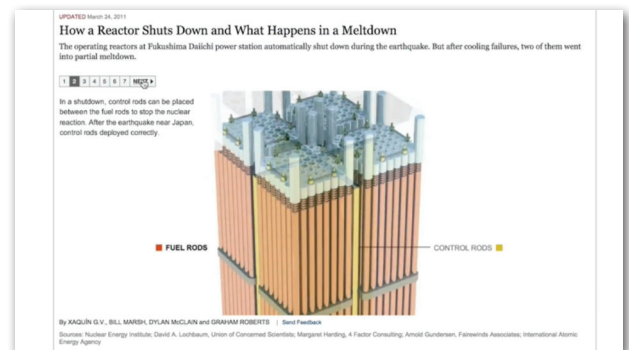 UPDATED March 24, 2011
How a Reactor Shuts Down and What Happens in a Meltdown
The operating reactors at Fukushima Daiichi power station automatically shut down during the earthquake. But after cooling failures, two of them went
into partial meltdown.
1 2 3 4 5 6 7 NEXT
In a shutdown, control rods can be placed
between the fuel rods to stop the nuclear
reaction. After the earthquake near Japan,
control rods deployed correctly.
FUEL RODS
CONTROL RODS
By XAQUÍN G.V., BILL MARSH, DYLAN McCLAIN and GRAHAM ROBERTS | Send Feedback
Sources: Nuclear Energy Institute; David A. Lochbaum, Union of Concerned Scientists; Margaret Harding, 4 Factor Consulting; Arnold Gundersen, Fairewinds Associates; International Atomic
Energy Agency